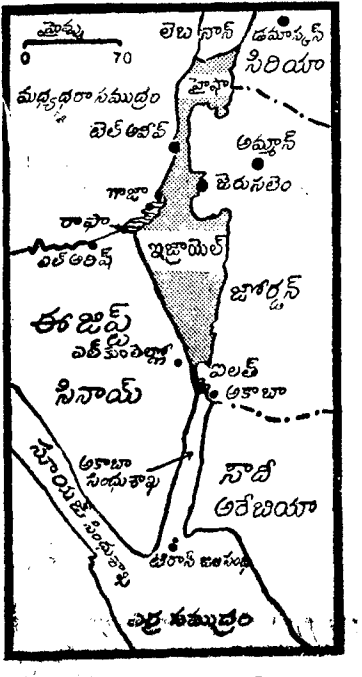 మైళ్ళు
0 70
లెబనాన్
డమాస్కస్
సిరియా
హైఫా
మధ్యధరా సముద్రం
టెల్ అవీవ్
అమ్మాన్
జెరుసలెం
గాజా
రాఫా
ఎల్ అరిష్
ఇజ్రాయెల్
జోర్డన్
ఈజిప్ట్
ఐలత్
సినాయ్
అకాబా
అకాబా
సింధుశాఖ
సౌదీ
అరేబియా
సూయజ్ సింధుశాఖ
టిరాన్ జలసంధి
ఎర్ర సముద్రం